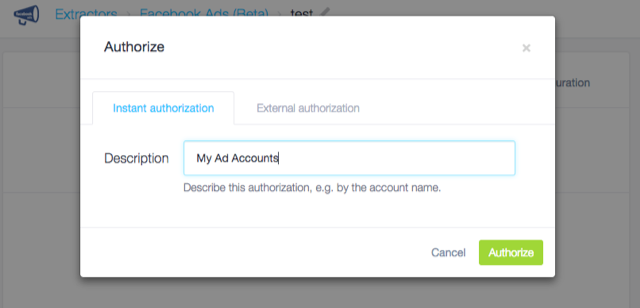 Extractors › Facebook Ads (Beta) › test
Authorize ×
uration
Instant authorization External authorization
Description My Ad Accounts
Describe this authorization, e.g. by the account name.
Cancel Authorize